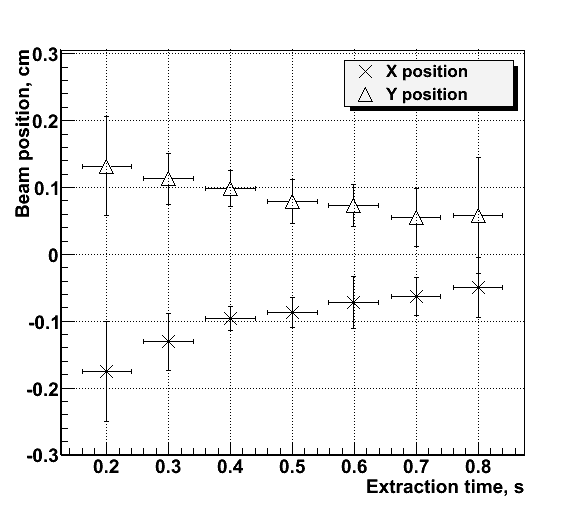 Beam position, cm
0.3
0.2
0.1
0
-0.1
-0.2
-0.3
X position
Y position
0.2 0.3 0.4 0.5 0.6 0.7 0.8
Extraction time, s